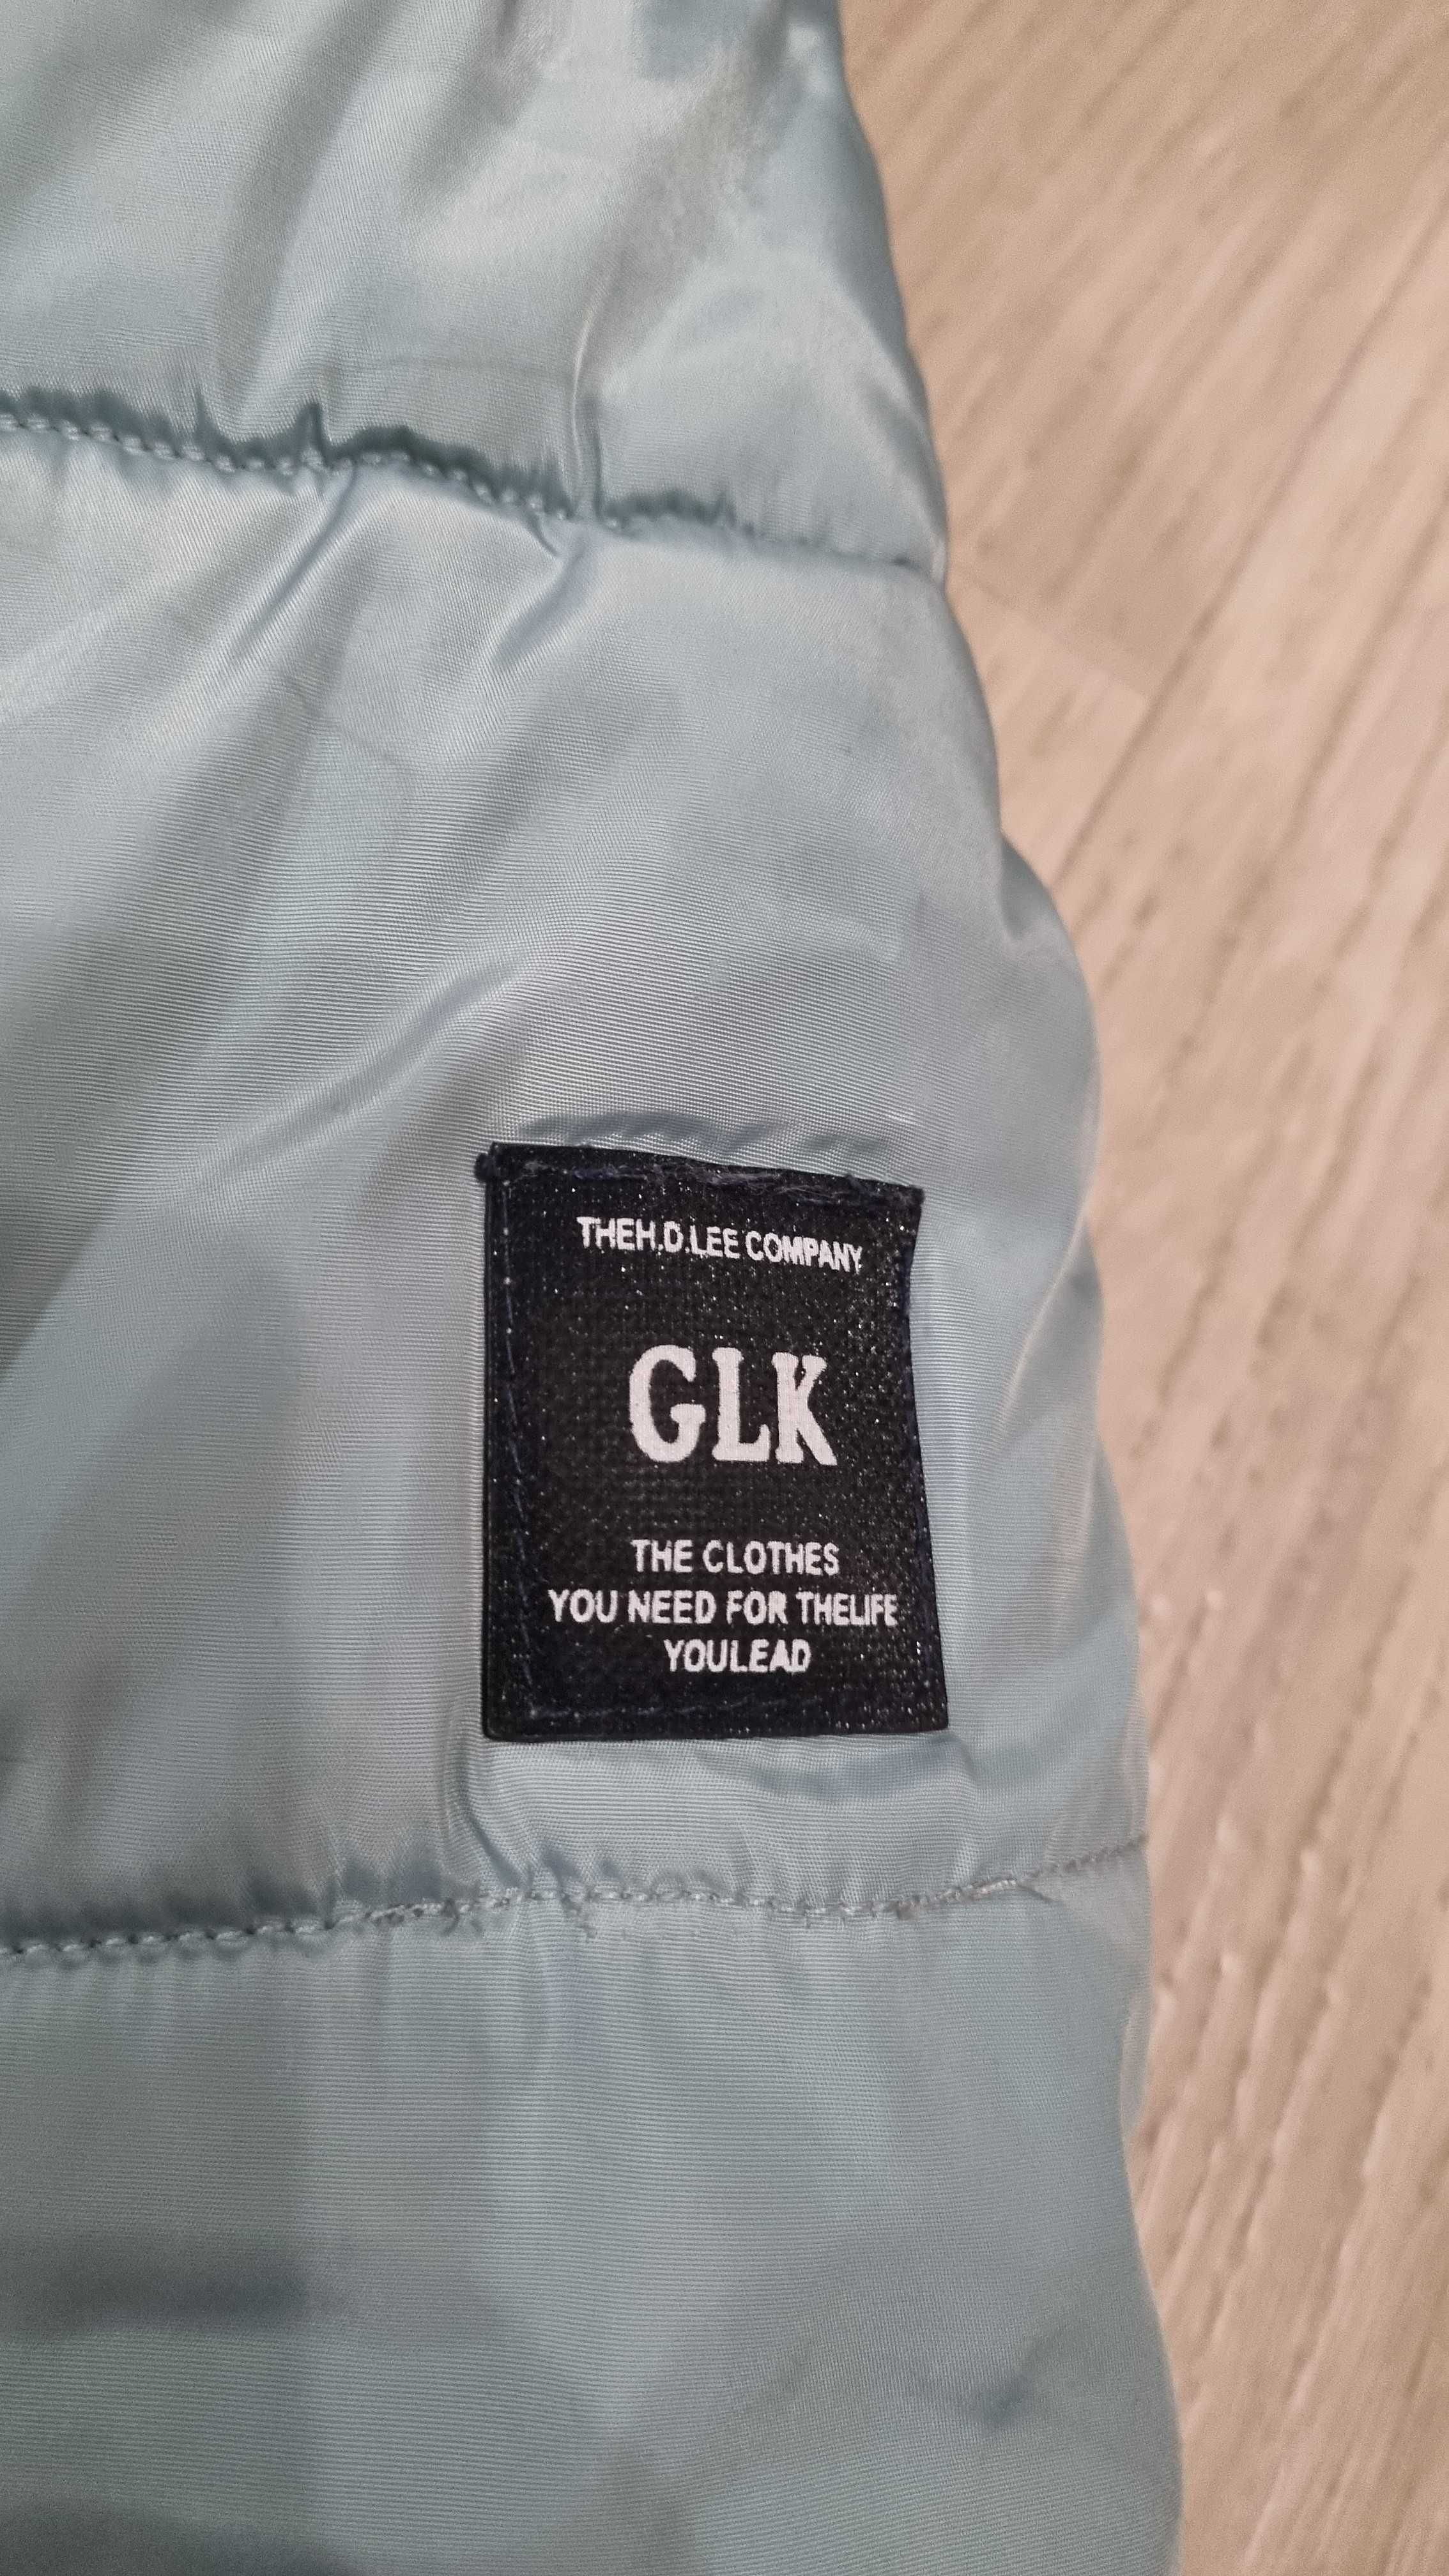 THEH.D.LEE COMPANY
GLK
THE CLOTHES
YOU NEED FOR THELIFE
YOULEAD